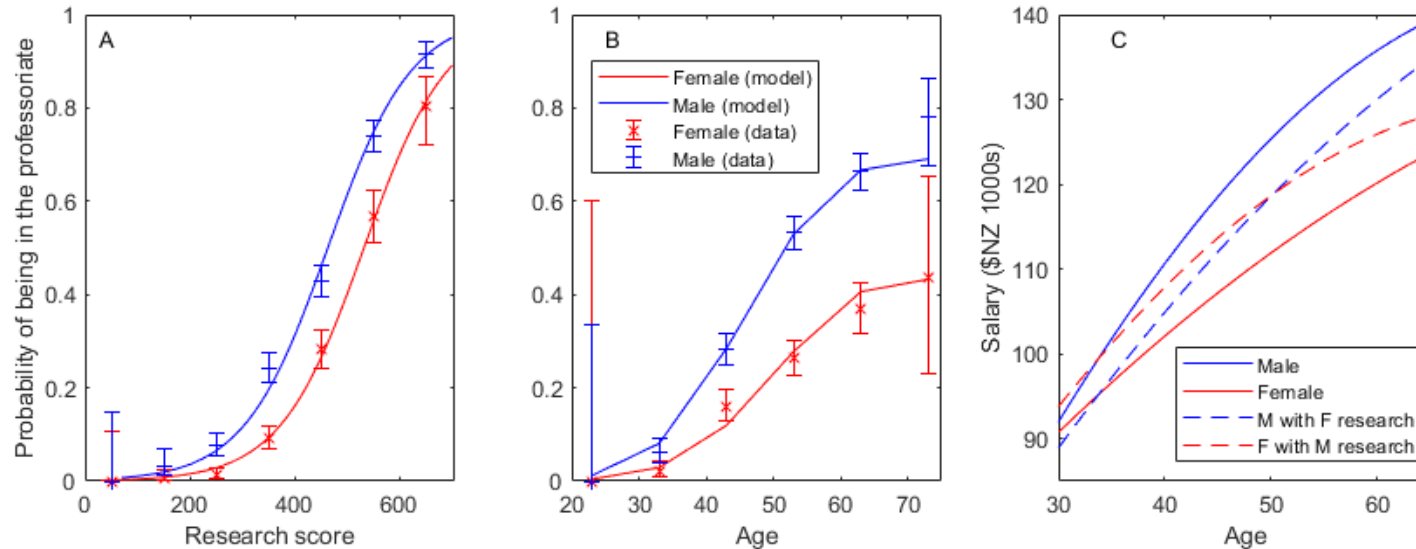 A
Probability of being in the professoriate
1
0.8
0.6
0.4
0.2
0
0
200
400
600
Research score
B
Female (model)
Male (model)
Female (data)
Male (data)
1
0.8
0.6
0.4
0.2
0
20
30
40
50
60
70
Age
C
Salary ($NZ 1000s)
140
130
120
110
100
90
Male
Female
M with F research
F with M research
30
40
50
60
Age